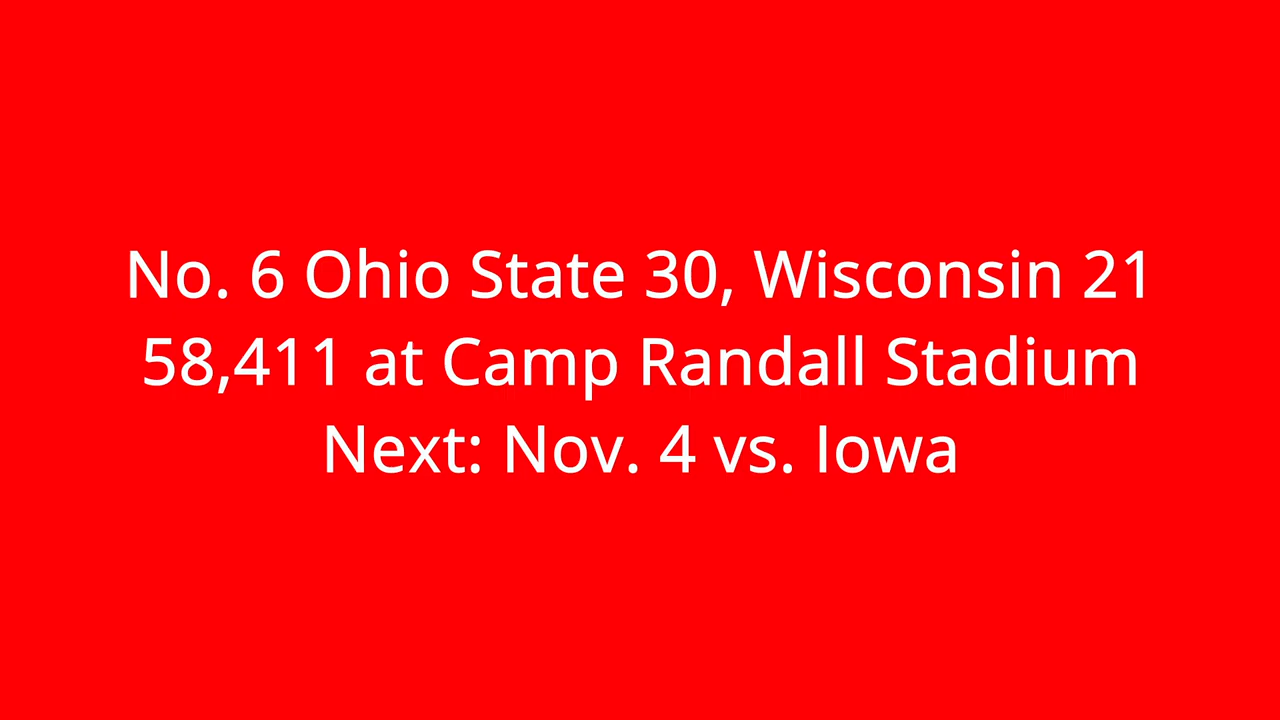 No. 6 Ohio State 30, Wisconsin 21
58,411 at Camp Randall Stadium
Next: Nov. 4 vs. Iowa